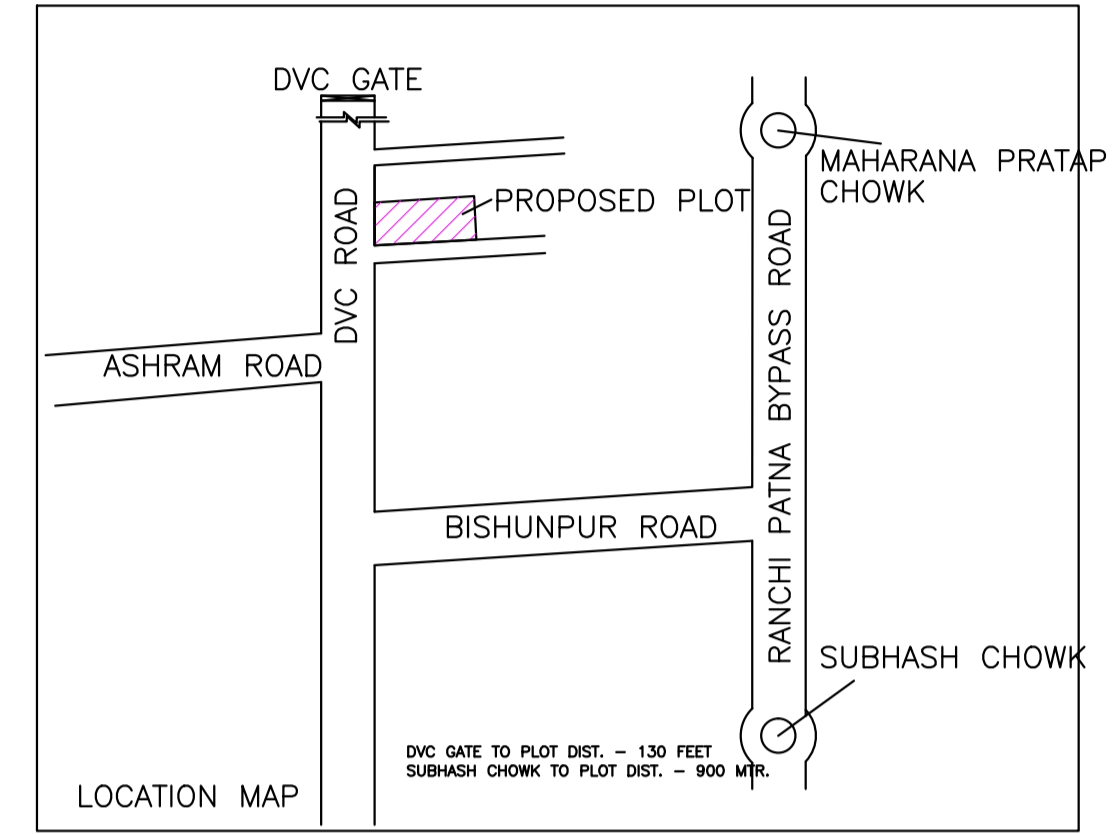 DVC GATE
MAHARANA PRATAP
CHOWK
PROPOSED PLOT
DVC ROAD
RANCHI PATNA BYPASS ROAD
ASHRAM ROAD
BISHUNPUR ROAD
SUBHASH CHOWK
DVC GATE TO PLOT DIST. – 130 FEET
SUBHASH CHOWK TO PLOT DIST. – 900 MTR.
LOCATION MAP